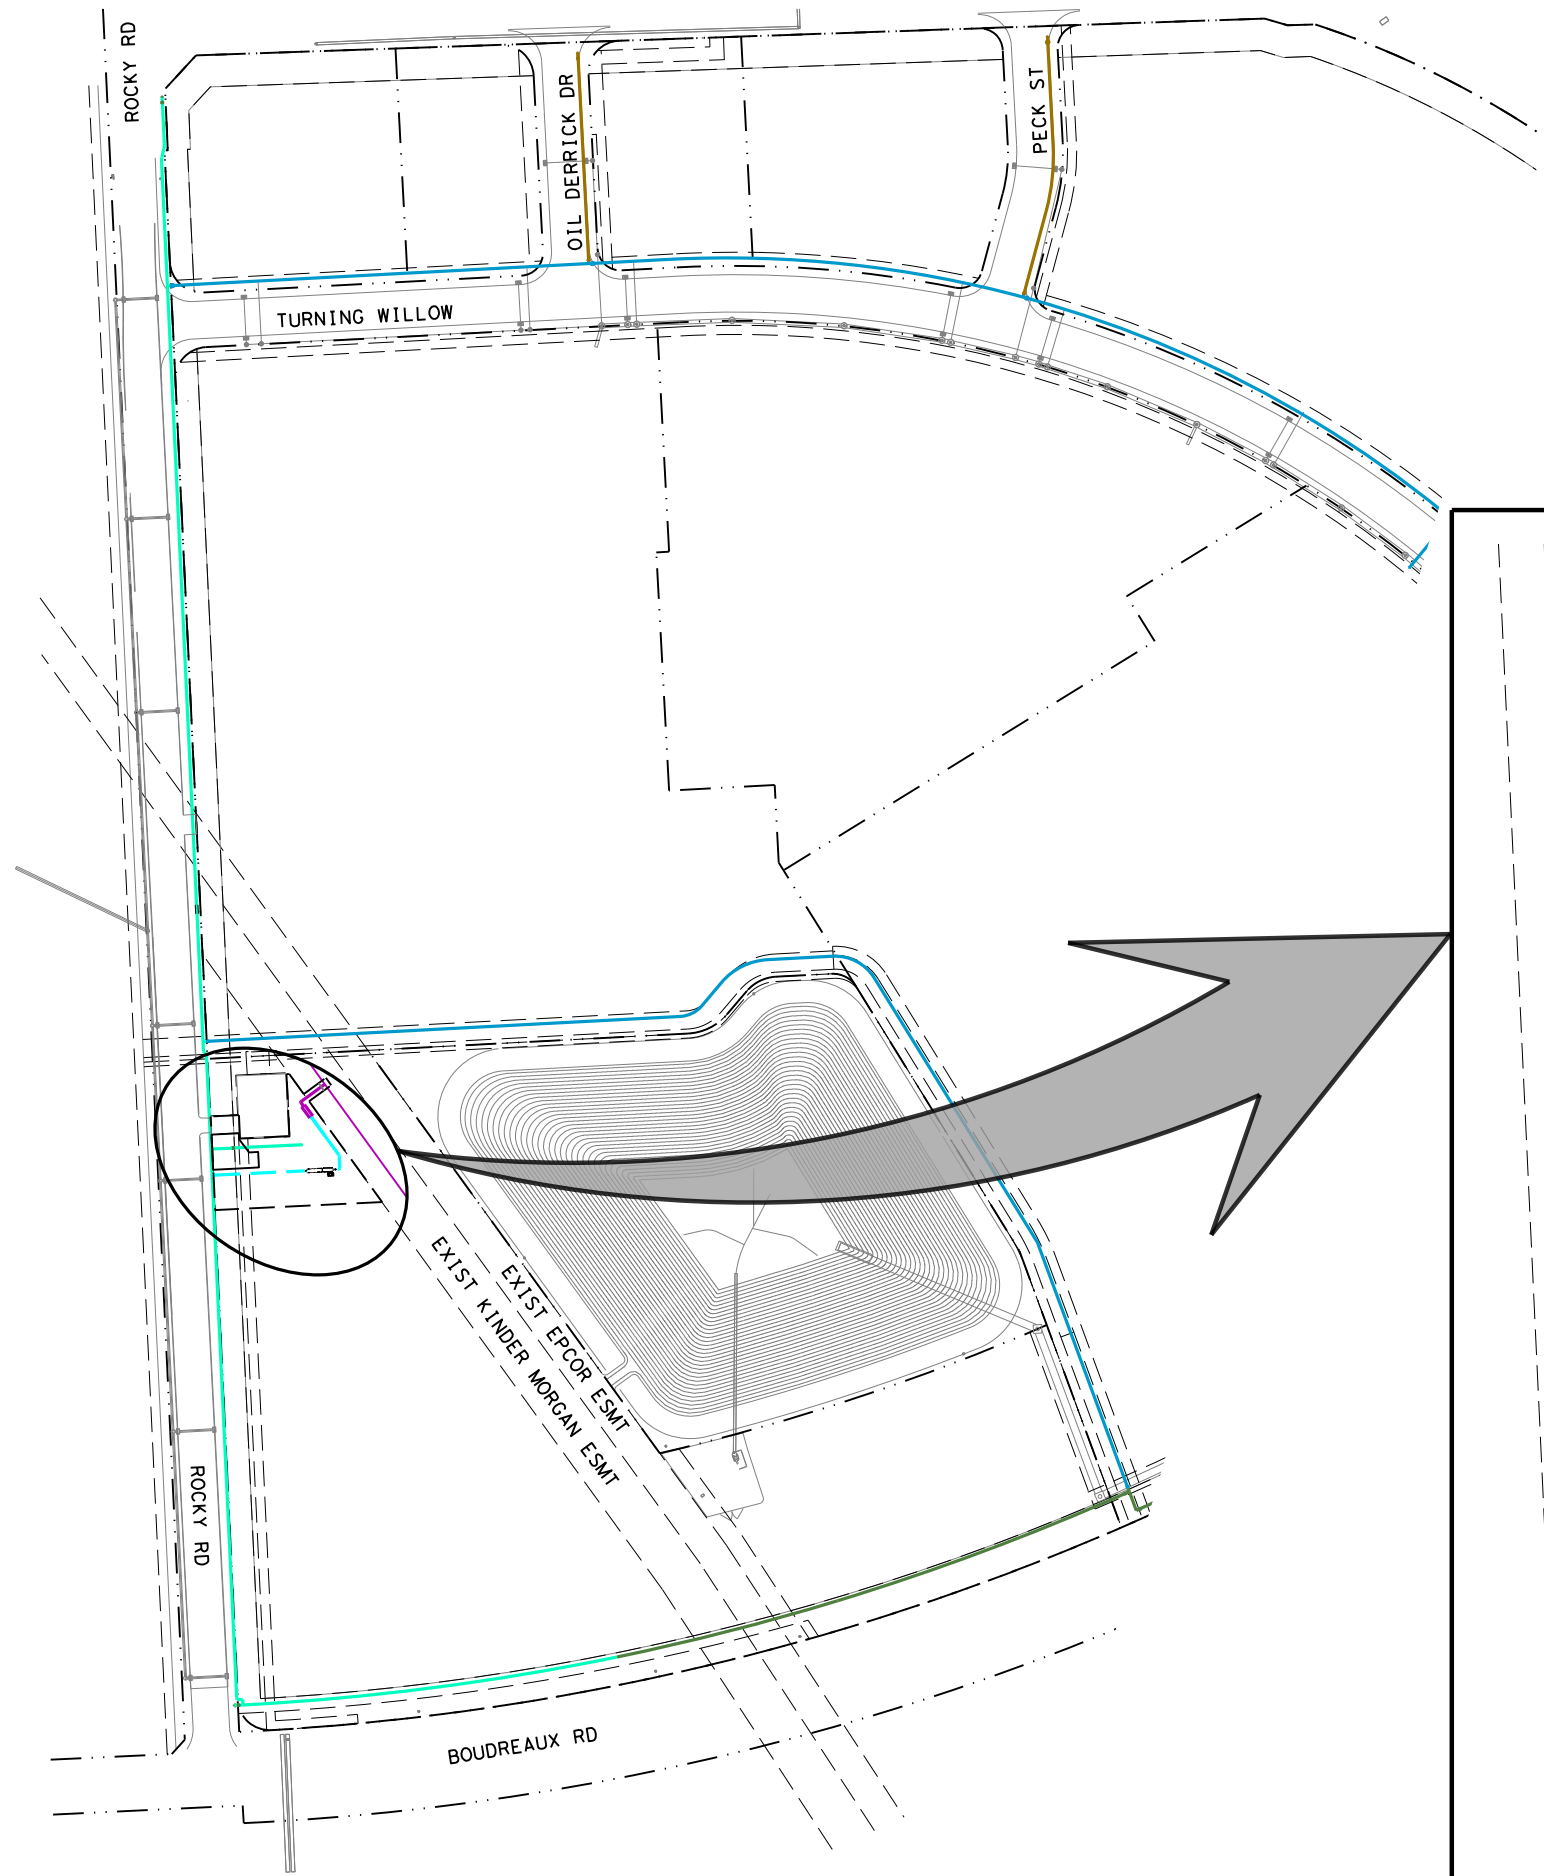 ROCKY RD
OIL DERRICK DR
PECK ST
TURNING WILLOW
EXIST EPCOR ESMT
EXIST KINDER MORGAN ESMT
ROCKY RD
BOUDREAUX RD